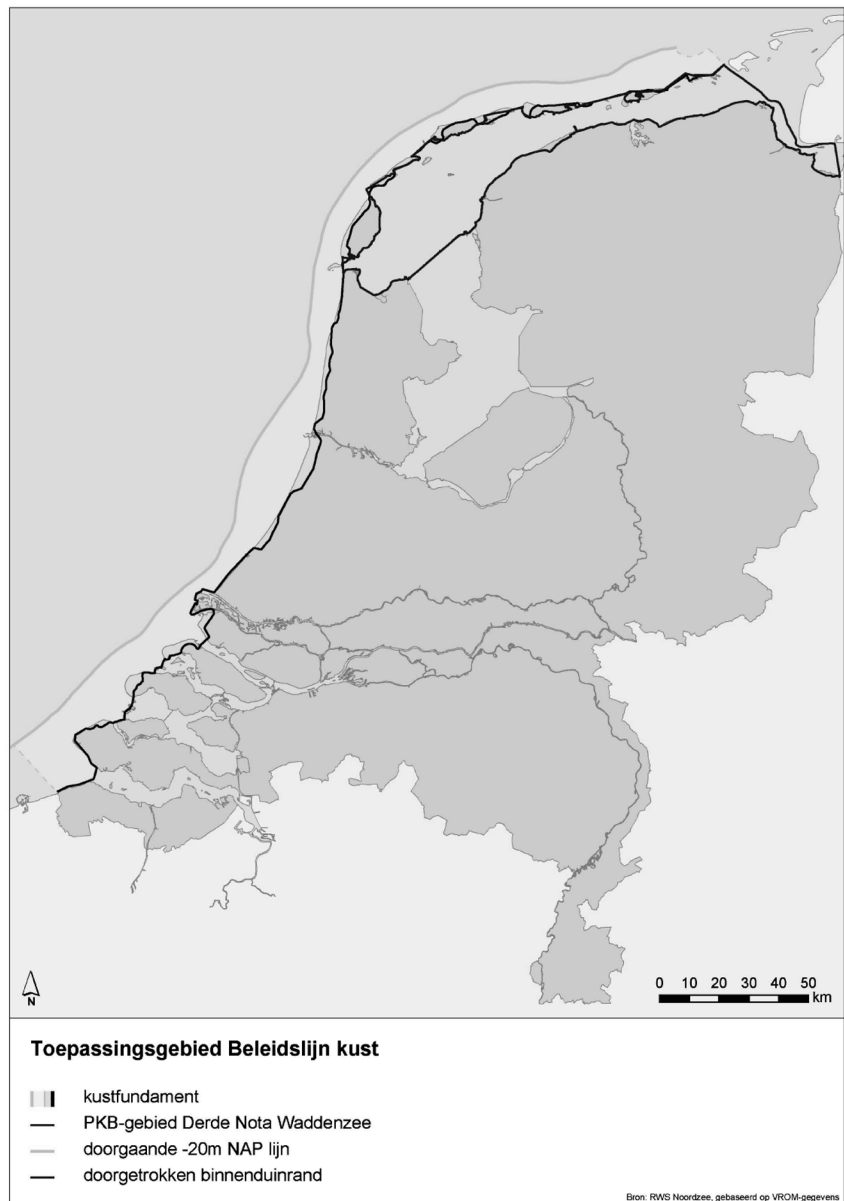 N
0 10 20 30 40 50
km
Toepassingsgebied Beleidslijn kust
kustfundament
PKB-gebied Derde Nota Waddenzee
doorgaande -20m NAP lijn
doorgetrokken binnenduinrand
Bron: RWS Noordzee, gebaseerd op VROM-gegevens